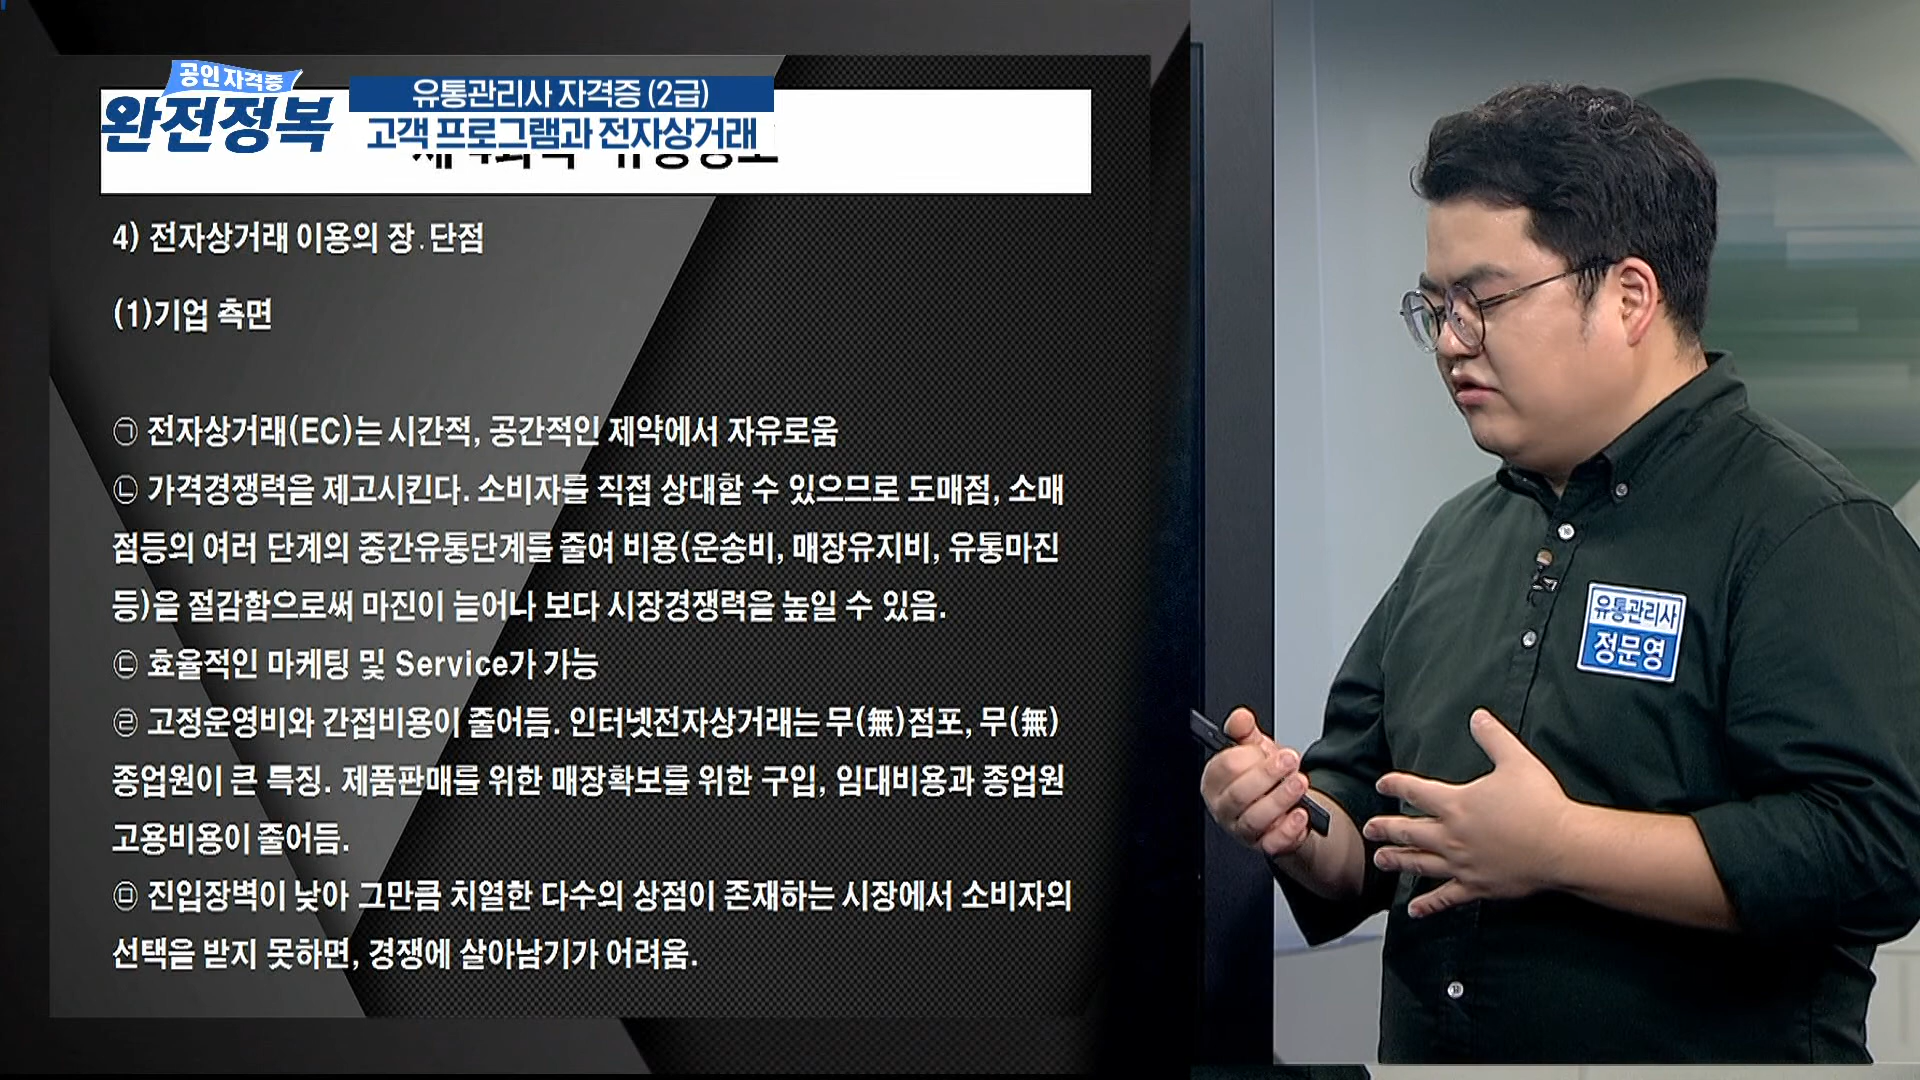 공인 자격증
완전정복
유통관리사 자격증 (2급)
고객 프로그램과 전자상거래
4) 전자상거래 이용의 장.단점
(1)기업 측면
㉠ 전자상거래(EC)는 시간적, 공간적인 제약에서 자유로움
㉡ 가격경쟁력을 제고시킨다. 소비자를 직접 상대할 수 있으므로 도매점, 소매
점등의 여러 단계의 중간유통단계를 줄여 비용(운송비, 매장유지비, 유통마진
등)을 절감함으로써 마진이 늘어나 보다 시장경쟁력을 높일 수 있음.
㉢ 효율적인 마케팅 및 Service가 가능
㉣ 고정운영비와 간접비용이 줄어듬. 인터넷전자상거래는 무(無)점포, 무(無)
종업원이 큰 특징. 제품판매를 위한 매장확보를 위한 구입, 임대비용과 종업원
고용비용이 줄어듬.
㉤ 진입장벽이 낮아 그만큼 치열한 다수의 상점이 존재하는 시장에서 소비자의
선택을 받지 못하면, 경쟁에 살아남기가 어려움.
유통관리사
정문영